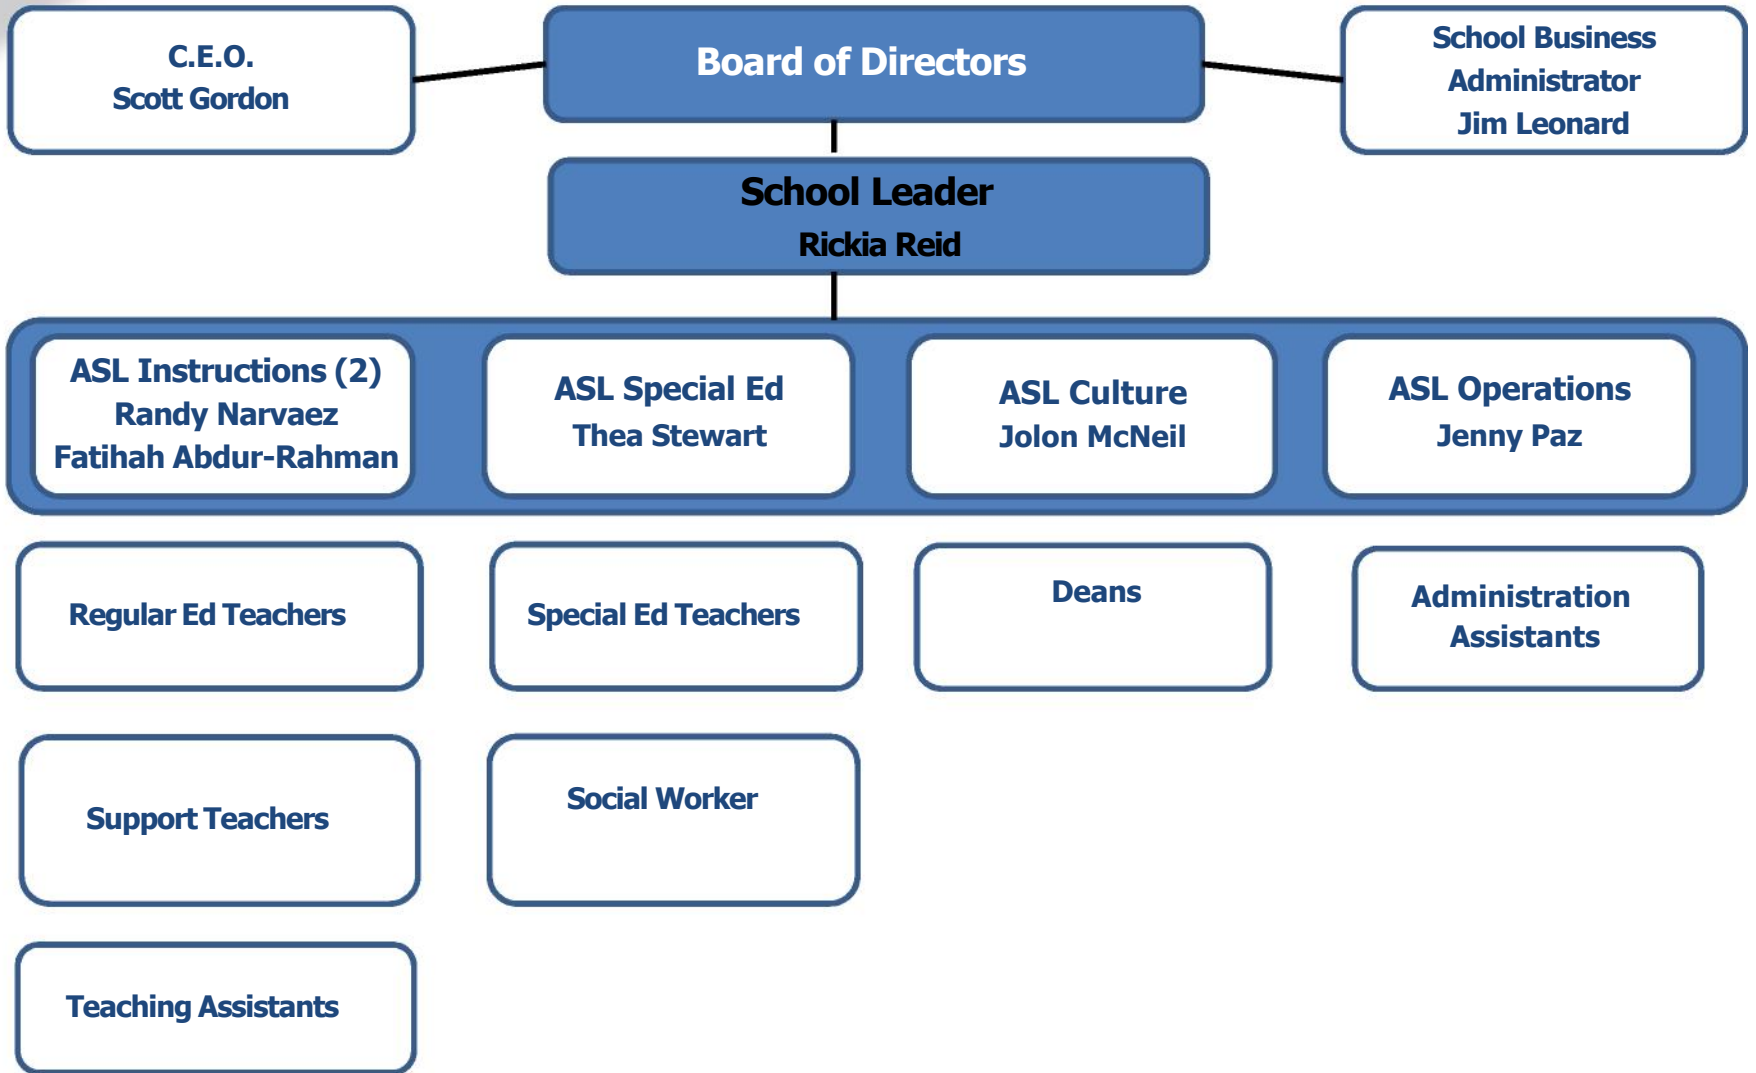 C.E.O.
Scott Gordon
Board of Directors
School Business
Administrator
Jim Leonard
School Leader
Rickia Reid
ASL Instructions (2)
Randy Narvaez
Fatihah Abdur-Rahman
ASL Special Ed
Thea Stewart
ASL Culture
Jolon McNeil
ASL Operations
Jenny Paz
Regular Ed Teachers
Special Ed Teachers
Deans
Administration
Assistants
Support Teachers
Social Worker
Teaching Assistants